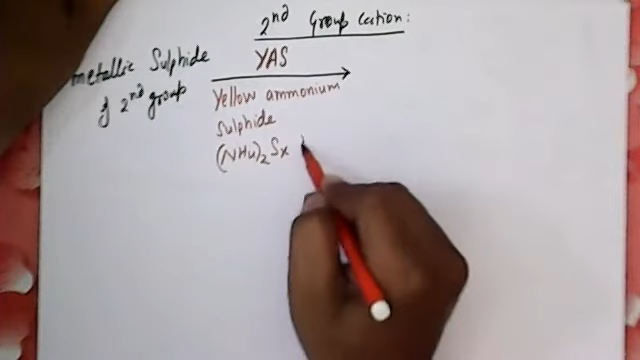 2nd Group Cation:
Metallic Sulphide
of 2nd group
YAS
Yellow ammonium
sulphide
(NH4)2Sx